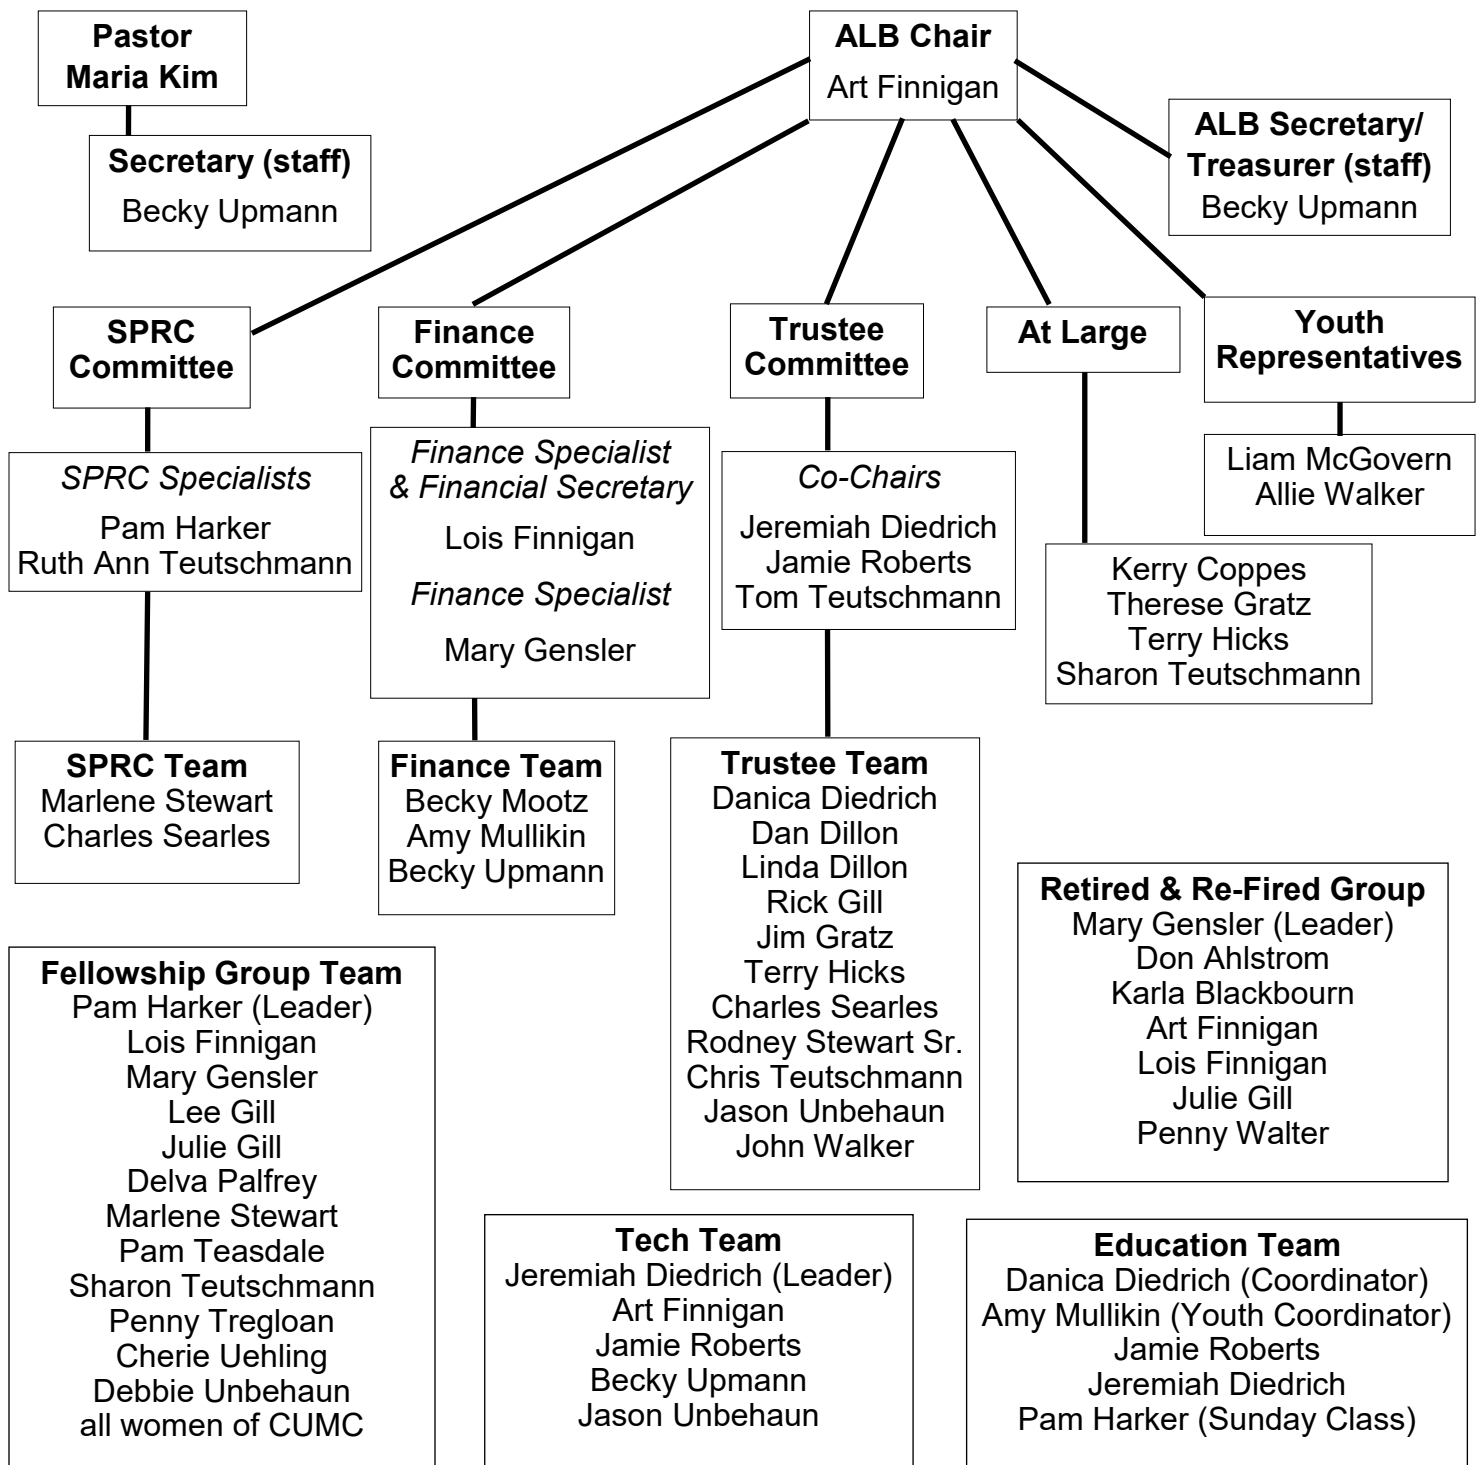 Pastor
Maria Kim
Secretary (staff)
Becky Upmann
ALB Chair
Art Finnigan
ALB Secretary/
Treasurer (staff)
Becky Upmann
SPRC
Committee
SPRC Specialists
Pam Harker
Ruth Ann Teutschmann
SPRC Team
Marlene Stewart
Charles Searles
Finance
Committee
Finance Specialist
& Financial Secretary
Lois Finnigan
Finance Specialist
Mary Gensler
Finance Team
Becky Mootz
Amy Mullikin
Becky Upmann
Trustee
Committee
Co-Chairs
Jeremiah Diedrich
Jamie Roberts
Tom Teutschmann
Trustee Team
Danica Diedrich
Dan Dillon
Linda Dillon
Rick Gill
Jim Gratz
Terry Hicks
Charles Searles
Rodney Stewart Sr.
Chris Teutschmann
Jason Unbehaun
John Walker
At Large
Kerry Coppes
Therese Gratz
Terry Hicks
Sharon Teutschmann
Youth
Representatives
Liam McGovern
Allie Walker
Retired & Re-Fired Group
Mary Gensler (Leader)
Don Ahlstrom
Karla Blackbourn
Art Finnigan
Lois Finnigan
Julie Gill
Penny Walter
Fellowship Group Team
Pam Harker (Leader)
Lois Finnigan
Mary Gensler
Lee Gill
Julie Gill
Delva Palfrey
Marlene Stewart
Pam Teasdale
Sharon Teutschmann
Penny Tregloan
Cherie Uehling
Debbie Unbehaun
all women of CUMC
Tech Team
Jeremiah Diedrich (Leader)
Art Finnigan
Jamie Roberts
Becky Upmann
Jason Unbehaun
Education Team
Danica Diedrich (Coordinator)
Amy Mullikin (Youth Coordinator)
Jamie Roberts
Jeremiah Diedrich
Pam Harker (Sunday Class)